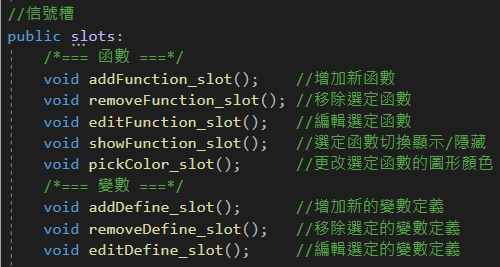 //信號槽
public slots:
/*=== 函數 ===*/
void addFunction_slot(); //增加新函數
void removeFunction_slot(); //移除選定函數
void editFunction_slot(); //編輯選定函數
void showFunction_slot(); //選定函數切換顯示/隱藏
void pickColor_slot(); //更改選定函數的圖形顏色
/*=== 變數 ===*/
void addDefine_slot(); //增加新的變數定義
void removeDefine_slot(); //移除選定的變數定義
void editDefine_slot(); //編輯選定的變數定義